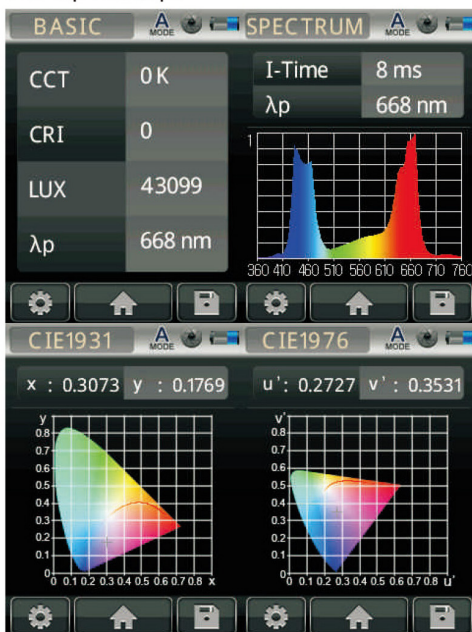 BASIC
A
MODE
CCT
0 K
CRI
0
LUX
43099
λp
668 nm
SPECTRUM
A
MODE
I-Time
8 ms
λp
668 nm
1
360 410 460 510 560 610 660 710 760
CIE1931
A
MODE
x : 0.3073 y : 0.1769
y
0.8
0.7
0.6
0.5
0.4
0.3
0.2
0.1
0
0 0.1 0.2 0.3 0.4 0.5 0.6 0.7 0.8 x
CIE1976
A
MODE
u': 0.2727 v': 0.3531
v'
0.8
0.7
0.6
0.5
0.4
0.3
0.2
0.1
0
0 0.1 0.2 0.3 0.4 0.5 0.6 0.7 0.8 u'